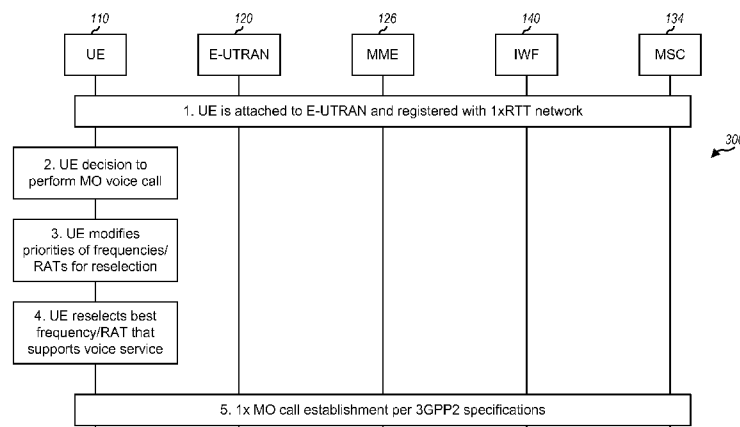 110 120 126 140 134
UE E-UTRAN MME IWF MSC
1. UE is attached to E-UTRAN and registered with 1xRTT network
2. UE decision to
perform MO voice call
3. UE modifies
priorities of frequencies/
RATs for reselection
4. UE reselects best
frequency/RAT that
supports voice service
5. 1x MO call establishment per 3GPP2 specifications